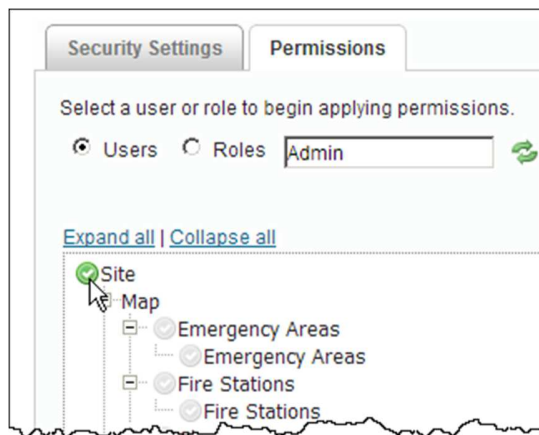 Security Settings Permissions
Select a user or role to begin applying permissions.
Users Roles Admin
Expand all | Collapse all
Site
Map
Emergency Areas
Emergency Areas
Fire Stations
Fire Stations